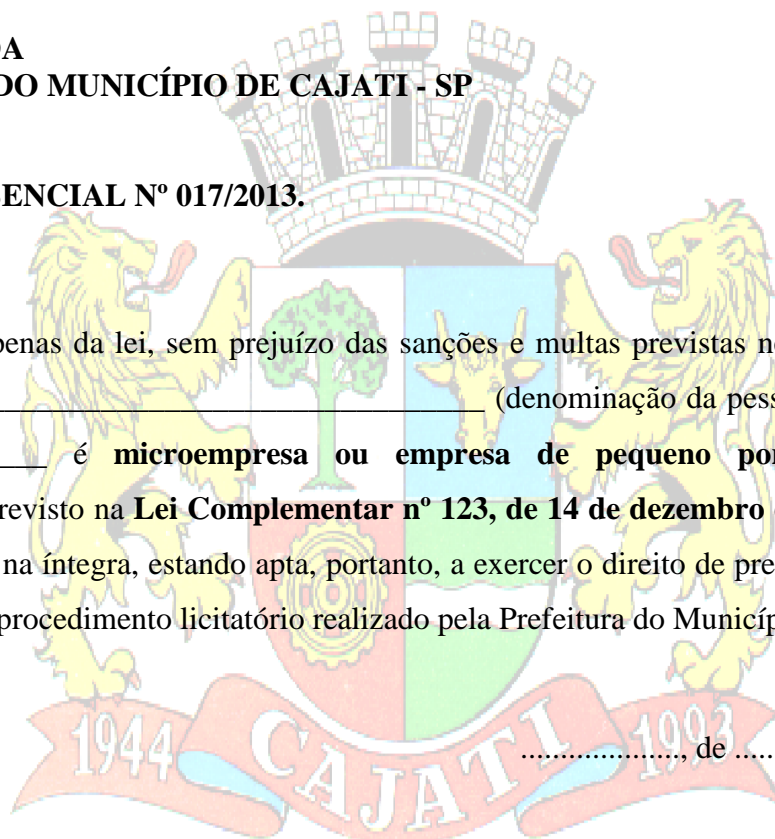 DA
DO MUNICÍPIO DE CAJATI - SP
ENCIAL Nº 017/2013.
penas da lei, sem prejuízo das sanções e multas previstas
_______________________________ (denominação da pess
___ é microempresa ou empresa de pequeno por
revisto na Lei Complementar nº 123, de 14 de dezembro
na íntegra, estando apta, portanto, a exercer o direito de pre
procedimento licitatório realizado pela Prefeitura do Municíp
...................., de .....
1944 CAJATI 1993